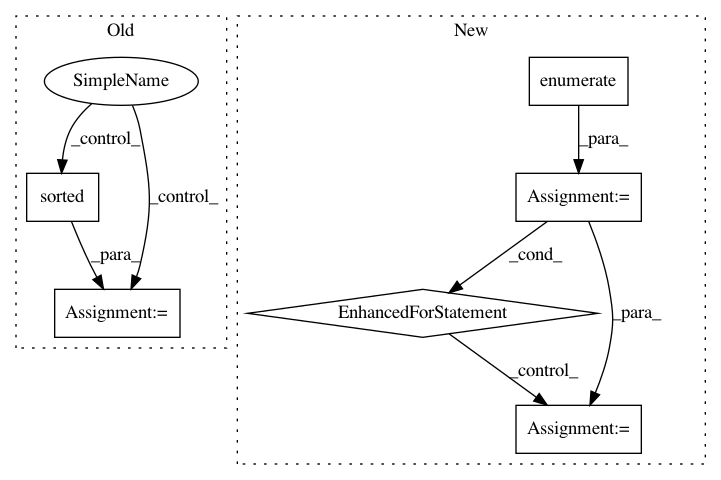 Old
SimpleName
_control_
sorted
_control_
_para_
Assignment:=
New
enumerate
_para_
Assignment:=
_cond_
EnhancedForStatement
_para_
_control_
Assignment:=